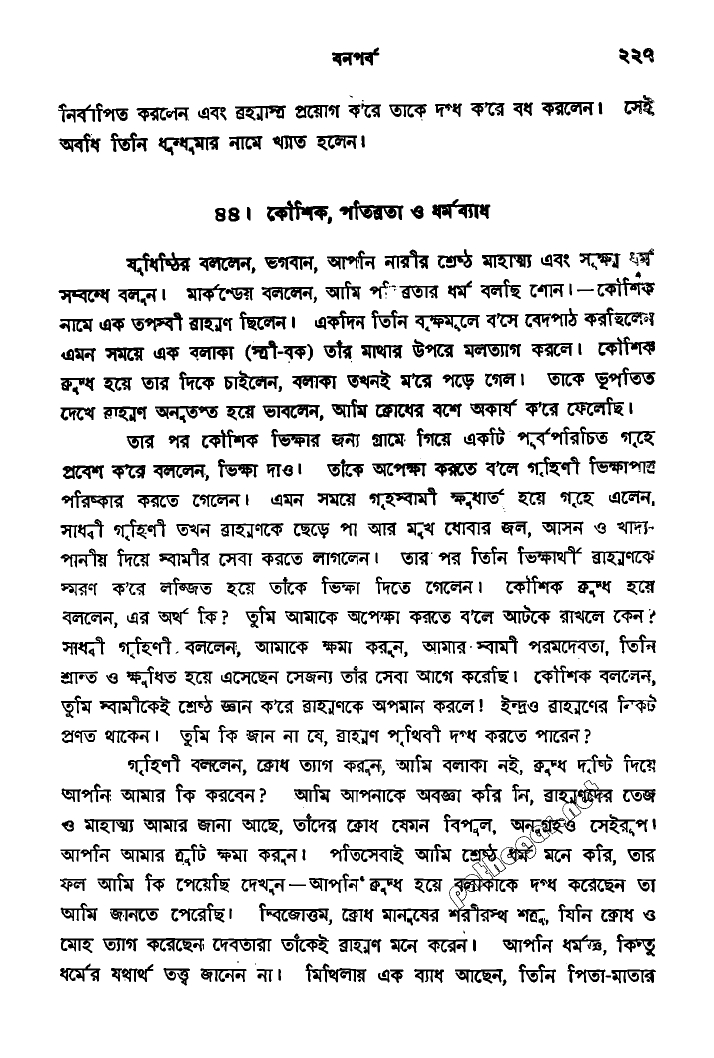 বনপর্ব ২২৭
নির্বাপিত করলেন এবং ব্রহ্মাস্ত্র প্রয়োগ ক'রে তাকে দগ্ধ ক'রে বধ করলেন। সেই
অবধি তিনি ধুন্ধুমার নামে খ্যাত হলেন।
৪৪। কৌশিক, পতিব্রতা ও ধর্মব্যাধ
যুধিষ্ঠির বললেন, ভগবান, আপনি নারীর শ্রেষ্ঠ মাহাত্ম্য এবং সূক্ষ্ম ধর্ম
সম্বন্ধে বলুন। মার্কণ্ডেয় বললেন, আমি পতিব্রতার ধর্ম বলছি শোন।—কৌশিক
নামে এক তপস্বী ব্রাহ্মণ ছিলেন। একদিন তিনি বৃক্ষমূলে ব'সে বেদপাঠ করছিলেন
এমন সময়ে এক বলাকা (স্ত্রী-বক) তাঁর মাথার উপরে মলত্যাগ করলে। কৌশিক
ক্রুদ্ধ হয়ে তার দিকে চাইলেন, বলাকা তখনই ম'রে পড়ে গেল। তাকে ভূপতিত
দেখে ব্রাহ্মণ অনুতপ্ত হয়ে ভাবলেন, আমি ক্রোধের বশে অকার্য ক'রে ফেলেছি।
তার পর কৌশিক ভিক্ষার জন্য গ্রামে গিয়ে একটি পূর্বপরিচিত গৃহে
প্রবেশ ক'রে বললেন, ভিক্ষা দাও। তাঁকে অপেক্ষা করতে ব'লে গৃহিণী ভিক্ষাপাত্র
পরিষ্কার করতে গেলেন। এমন সময়ে গৃহস্বামী ক্ষুধার্ত হয়ে গৃহে এলেন,
সাধ্বী গৃহিণী তখন ব্রাহ্মণকে ছেড়ে পা আর মুখ ধোবার জল, আসন ও খাদ্য-
পানীয় দিয়ে স্বামীর সেবা করতে লাগলেন। তার পর তিনি ভিক্ষার্থী ব্রাহ্মণকে
স্মরণ ক'রে লজ্জিত হয়ে তাঁকে ভিক্ষা দিতে গেলেন। কৌশিক ক্রুদ্ধ হয়ে
বললেন, এর অর্থ কি? তুমি আমাকে অপেক্ষা করতে ব'লে আটকে রাখলে কেন?
সাধ্বী গৃহিণী বললেন, আমাকে ক্ষমা করুন, আমার স্বামী পরমদেবতা, তিনি
শ্রান্ত ও ক্ষুধিত হয়ে এসেছেন সেজন্য তাঁর সেবা আগে করেছি। কৌশিক বললেন,
তুমি স্বামীকেই শ্রেষ্ঠ জ্ঞান ক'রে ব্রাহ্মণকে অপমান করলে! ইন্দ্রও ব্রাহ্মণের নিকট
প্রণত থাকেন। তুমি কি জান না যে, ব্রাহ্মণ পৃথিবী দগ্ধ করতে পারেন?
গৃহিণী বললেন, ক্রোধ ত্যাগ করুন, আমি বলাকা নই, ক্রুদ্ধ দৃষ্টি দিয়ে
আপনি আমার কি করবেন? আমি আপনাকে অবজ্ঞা করি নি, ব্রাহ্মণদের তেজ
ও মাহাত্ম্য আমার জানা আছে, তাঁদের ক্রোধ যেমন বিপুল, অনুগ্রহও সেইরূপ।
আপনি আমার ত্রুটি ক্ষমা করুন। পতিসেবাই আমি শ্রেষ্ঠ ধর্ম মনে করি, তার
ফল আমি কি পেয়েছি দেখুন—আপনি ক্রুদ্ধ হয়ে বলাকাকে দগ্ধ করেছেন তা
আমি জানতে পেরেছি। দ্বিজোত্তম, ক্রোধ মানুষের শরীরস্থ শত্রু, যিনি ক্রোধ ও
মোহ ত্যাগ করেছেন দেবতারা তাঁকেই ব্রাহ্মণ মনে করেন। আপনি ধর্মজ্ঞ, কিন্তু
ধর্মের যথার্থ তত্ত্ব জানেন না। মিথিলায় এক ব্যাধ আছেন, তিনি পিতা-মাতার
pathagar.net